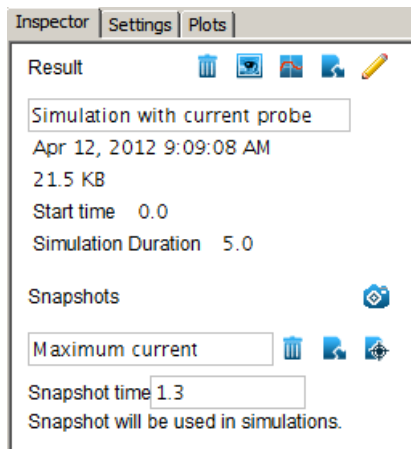 Inspector Settings Plots
Result
Simulation with current probe
Apr 12, 2012 9:09:08 AM
21.5 KB
Start time 0.0
Simulation Duration 5.0
Snapshots
Maximum current
Snapshot time 1.3
Snapshot will be used in simulations.